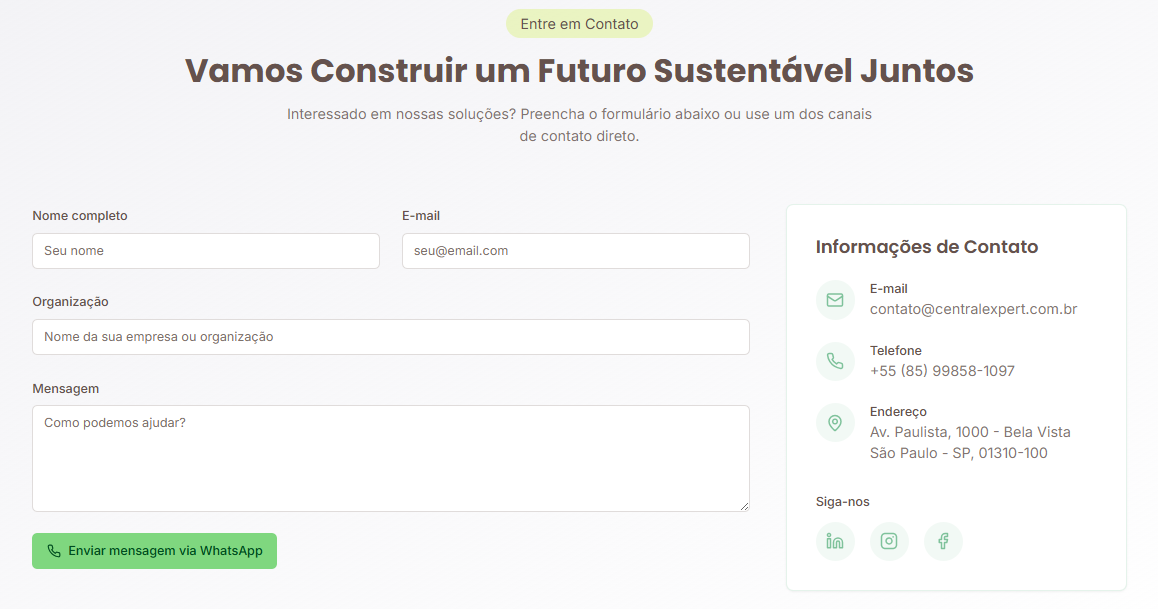 Entre em Contato
Vamos Construir um Futuro Sustentável Juntos
Interessado em nossas soluções? Preencha o formulário abaixo ou use um dos canais
de contato direto.
Nome completo
Seu nome
E-mail
seu@email.com
Organização
Nome da sua empresa ou organização
Mensagem
Como podemos ajudar?
Enviar mensagem via WhatsApp
Informações de Contato
E-mail
contato@centralexpert.com.br
Telefone
+55 (85) 99858-1097
Endereço
Av. Paulista, 1000 - Bela Vista
São Paulo - SP, 01310-100
Siga-nos